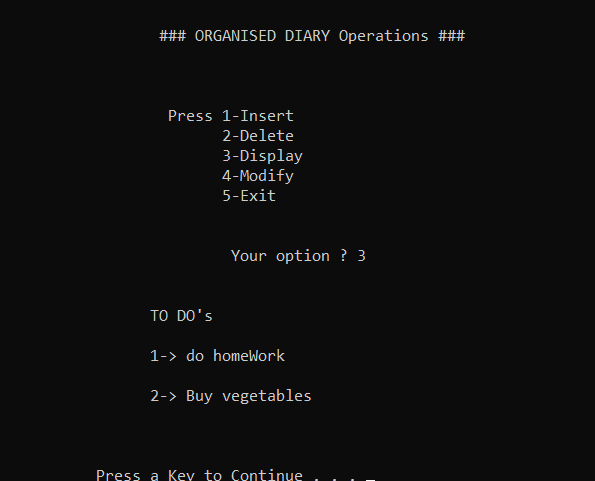 ### ORGANISED DIARY Operations ###
Press 1-Insert
2-Delete
3-Display
4-Modify
5-Exit
Your option ? 3
TO DO's
1-> do homeWork
2-> Buy vegetables
Press a Key to Continue . . . _